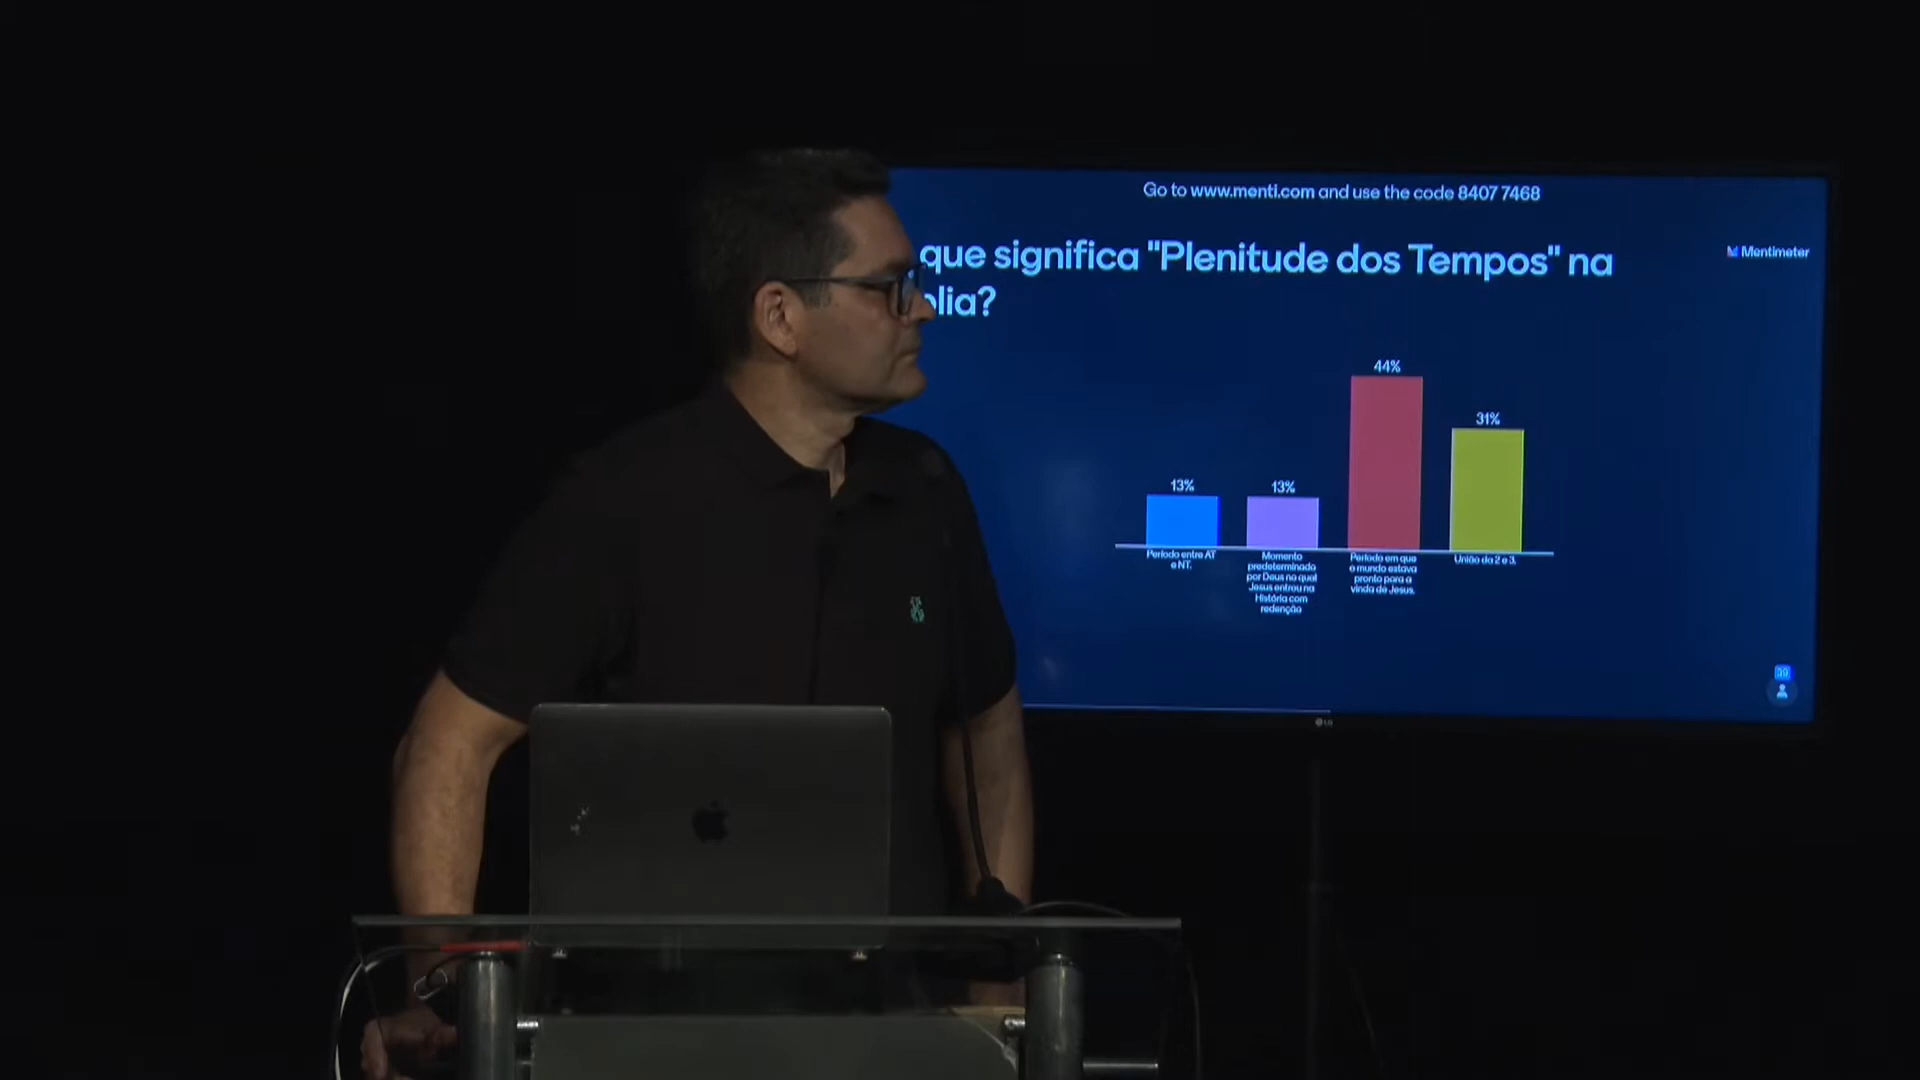 Go to www.menti.com and use the code 8407 7468
que significa "Plenitude dos Tempos" na
Mentimeter
blia?
44%
31%
13%
13%
Período entre AT
e NT.
Momento
predeterminado
por Deus no qual
Jesus entrou na
História com
redenção
Período em que
o mundo estava
pronto para a
vinda de Jesus.
União da 2 e 3.
39
LG